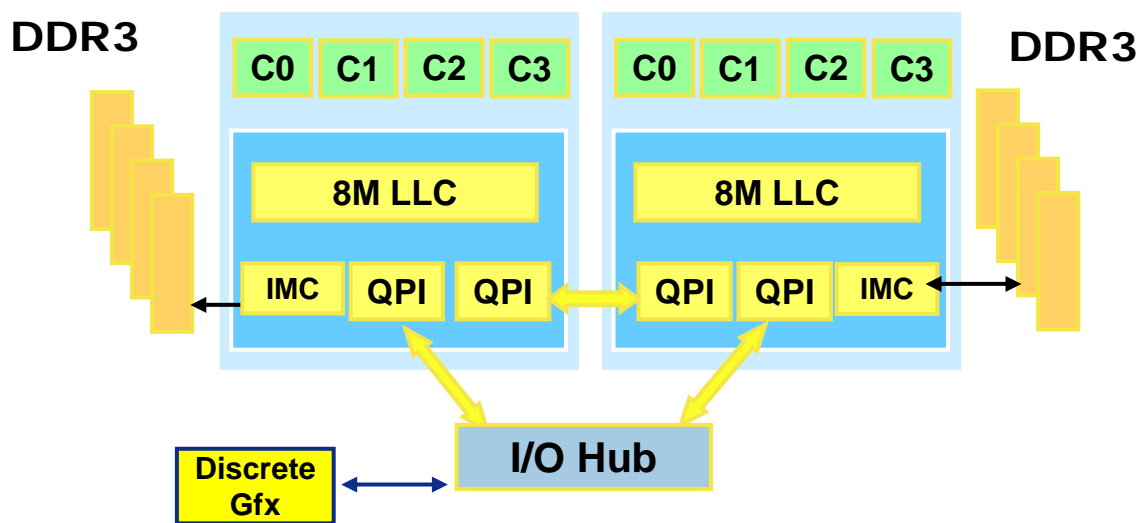 DDR3
DDR3
C0 C1 C2 C3
C0 C1 C2 C3
8M LLC
8M LLC
IMC QPI QPI
QPI QPI IMC
I/O Hub
Discrete
Gfx